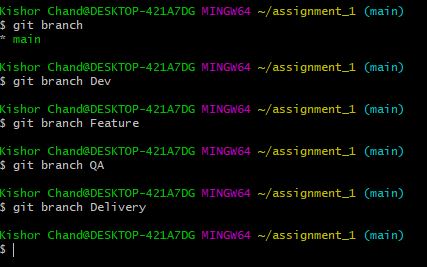 Kishor Chand@DESKTOP-421A7DG MINGW64 ~/assignment_1 (main)
$ git branch
* main
Kishor Chand@DESKTOP-421A7DG MINGW64 ~/assignment_1 (main)
$ git branch Dev
Kishor Chand@DESKTOP-421A7DG MINGW64 ~/assignment_1 (main)
$ git branch Feature
Kishor Chand@DESKTOP-421A7DG MINGW64 ~/assignment_1 (main)
$ git branch QA
Kishor Chand@DESKTOP-421A7DG MINGW64 ~/assignment_1 (main)
$ git branch Delivery
Kishor Chand@DESKTOP-421A7DG MINGW64 ~/assignment_1 (main)
$